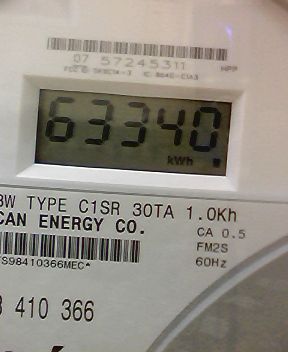 07 57245311
63340
kWh
TYPE C1SR 30TA 1.0Kh
CAN ENERGY CO.
CA 0.5
FM2S
60Hz
TS98410366MEC*
410 366